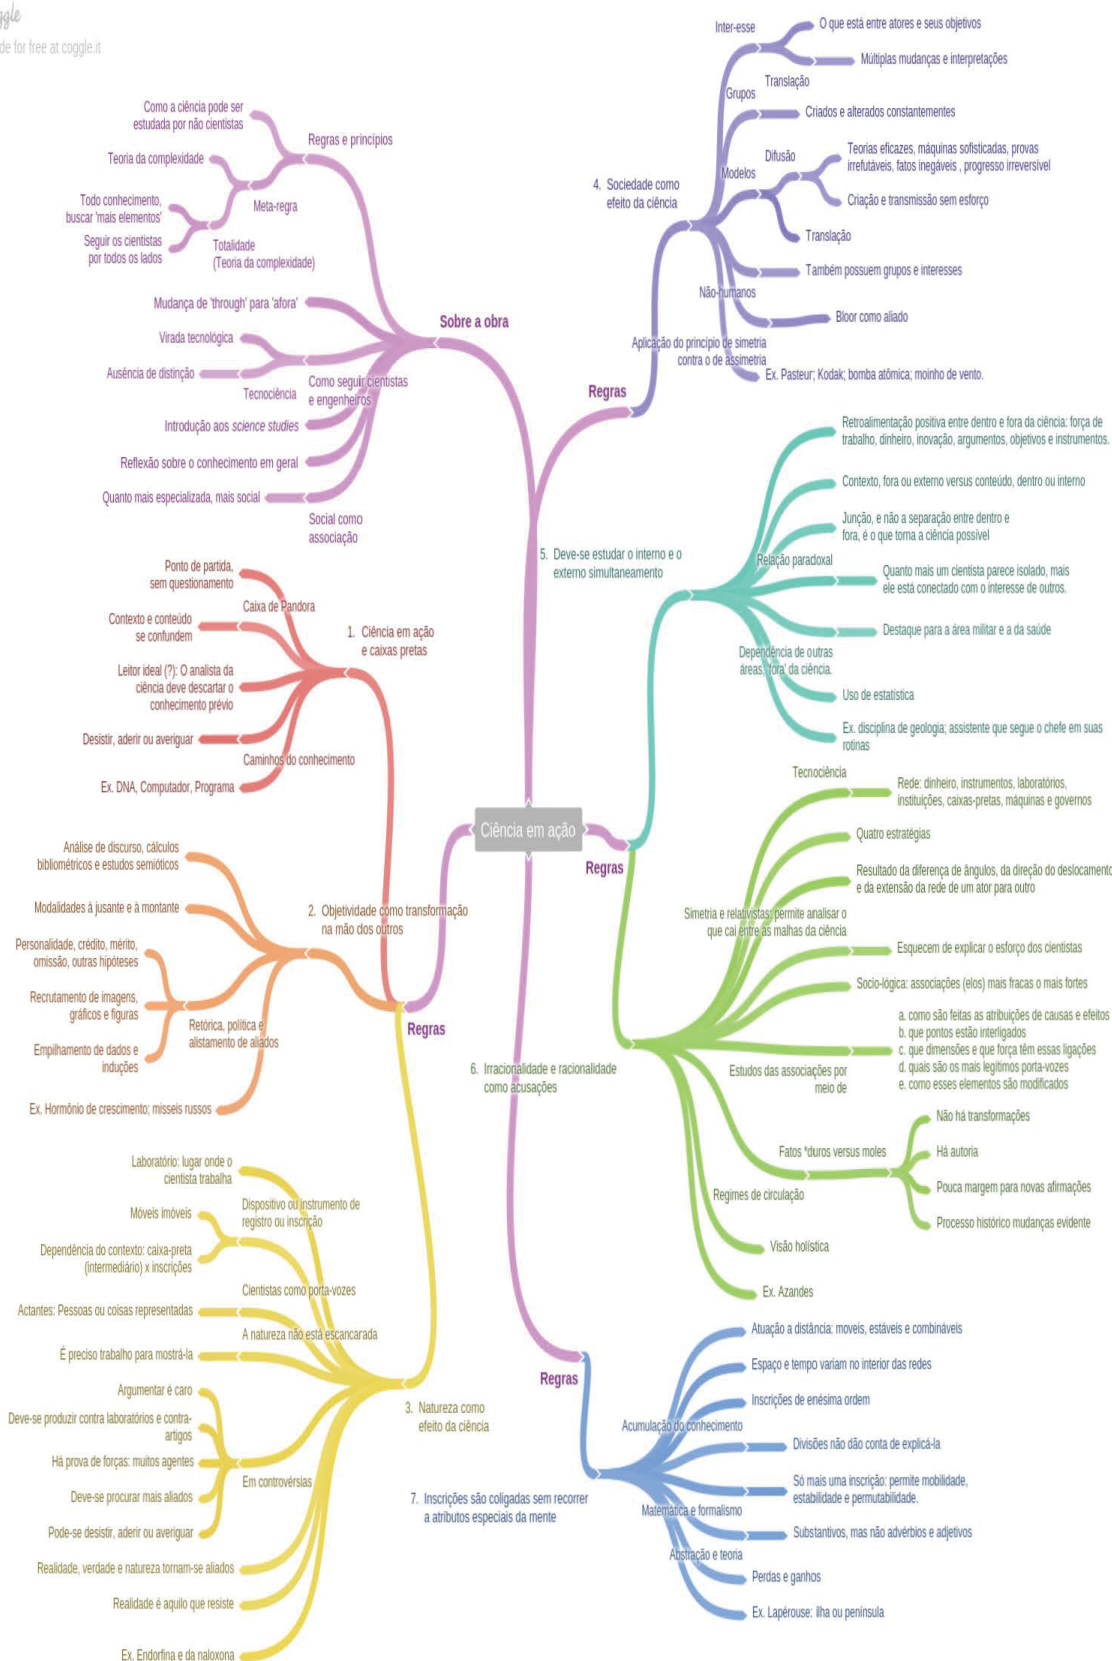 de for free at coggle.it
Ciência em ação
Sobre a obra
Regras e princípios
Como a ciência pode ser
estudada por não cientistas
Meta-regra
Teoria da complexidade
Totalidade
(Teoria da complexidade)
Todo conhecimento,
buscar 'mais elementos'
Seguir os cientistas
por todos os lados
Mudança de 'through' para 'afora'
Como seguir cientistas
e engenheiros
Virada tecnológica
Tecnociência
Ausência de distinção
Introdução aos science studies
Reflexão sobre o conhecimento em geral
Social como
associação
Quanto mais especializada, mais social
Regras
1. Ciência em ação
e caixas pretas
Ponto de partida,
sem questionamento
Caixa de Pandora
Contexto e conteúdo
se confundem
Leitor ideal (?): O analista da
ciência deve descartar o
conhecimento prévio
Caminhos do conhecimento
Desistir, aderir ou averiguar
Ex. DNA, Computador, Programa
2. Objetividade como transformação
na mão dos outros
Análise de discurso, cálculos
bibliométricos e estudos semióticos
Modalidades à jusante e à montante
Retórica, política e
alistamento de aliados
Personalidade, crédito, mérito,
omissão, outras hipóteses
Recrutamento de imagens,
gráficos e figuras
Empilhamento de dados e
induções
Ex. Hormônio de crescimento; misseis russos
3. Natureza como
efeito da ciência
Laboratório: lugar onde o
cientista trabalha
Dispositivo ou instrumento de
registro ou inscrição
Móveis imóveis
Dependência do contexto: caixa-preta
(intermediário) x inscrições
Cientistas como porta-vozes
Actantes: Pessoas ou coisas representadas
A natureza não está escancarada
É preciso trabalho para mostrá-la
Em controvérsias
Argumentar é caro
Deve-se produzir contra laboratórios e contra-
artigos
Há prova de forças: muitos agentes
Deve-se procurar mais aliados
Pode-se desistir, aderir ou averiguar
Realidade, verdade e natureza tornam-se aliados
Realidade é aquilo que resiste
Ex. Endorfina e da naloxona
Regras
4. Sociedade como
efeito da ciência
Inter-esse
O que está entre atores e seus objetivos
Translação
Múltiplas mudanças e interpretações
Grupos
Criados e alterados constantementes
Modelos
Difusão
Teorias eficazes, máquinas sofisticadas, provas
irrefutáveis, fatos inegáveis , progresso irreversível
Criação e transmissão sem esforço
Translação
Não-humanos
Também possuem grupos e interesses
Aplicação do princípio de simetria
contra o de assimetria
Bloor como aliado
Ex. Pasteur; Kodak; bomba atômica; moinho de vento.
Regras
5. Deve-se estudar o interno e o
externo simultaneamento
Retroalimentação positiva entre dentro e fora da ciência: força de
trabalho, dinheiro, inovação, argumentos, objetivos e instrumentos.
Contexto, fora ou externo versus conteúdo, dentro ou interno
Junção, e não a separação entre dentro e
fora, é o que torna a ciência possível
Relação paradoxal
Quanto mais um cientista parece isolado, mais
ele está conectado com o interesse de outros.
Dependência de outras
áreas, 'fora' da ciência.
Destaque para a área militar e a da saúde
Uso de estatística
Ex. disciplina de geologia; assistente que segue o chefe em suas
rotinas
6. Irracionalidade e racionalidade
como acusações
Tecnociência
Rede: dinheiro, instrumentos, laboratórios,
instituições, caixas-pretas, máquinas e governos
Quatro estratégias
Resultado da diferença de ângulos, da direção do deslocamento
e da extensão da rede de um ator para outro
Simetria e relativistas: permite analisar o
que cai entre as malhas da ciência
Esquecem de explicar o esforço dos cientistas
Socio-lógica: associações (elos) mais fracas o mais fortes
Estudos das associações por
meio de
a. como são feitas as atribuições de causas e efeitos
b. que pontos estão interligados
c. que dimensões e que força têm essas ligações
d. quais são os mais legítimos porta-vozes
e. como esses elementos são modificados
Regimes de circulação
Fatos *duros versus moles
Não há transformações
Há autoria
Pouca margem para novas afirmações
Processo histórico mudanças evidente
Visão holística
Ex. Azandes
Regras
7. Inscrições são coligadas sem recorrer
a atributos especiais da mente
Atuação a distância: moveis, estáveis e combináveis
Espaço e tempo variam no interior das redes
Inscrições de enésima ordem
Acumulação do conhecimento
Divisões não dão conta de explicá-la
Matemática e formalismo
Só mais uma inscrição: permite mobilidade,
estabilidade e permutabilidade.
Abstração e teoria
Substantivos, mas não advérbios e adjetivos
Perdas e ganhos
Ex. Lapérouse: ilha ou península